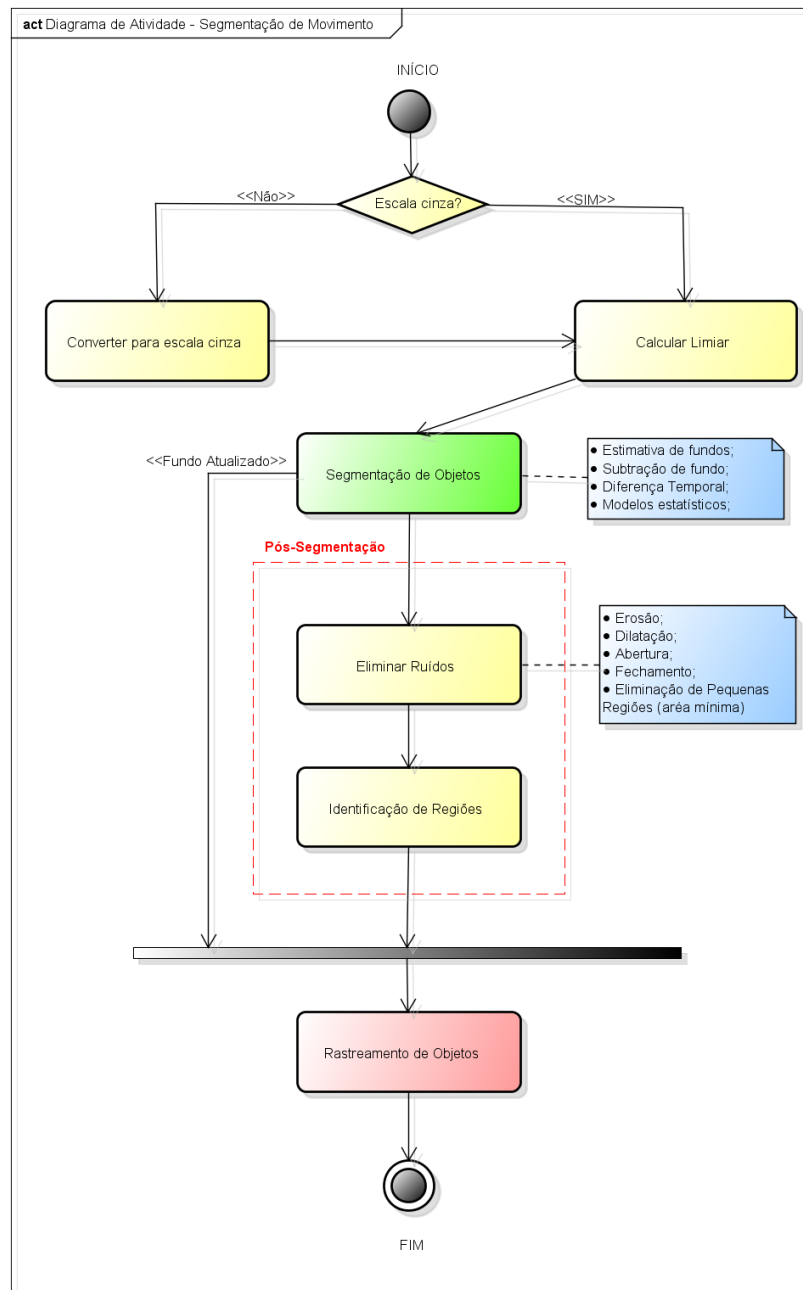 act Diagrama de Atividade - Segmentação de Movimento
INÍCIO
<<Não>>
Escala cinza?
<<SIM>>
Converter para escala cinza
Calcular Limiar
<<Fundo Atualizado>>
Segmentação de Objetos
● Estimativa de fundos;
● Subtração de fundo;
● Diferença Temporal;
● Modelos estatísticos;
Pós-Segmentação
Eliminar Ruídos
● Erosão;
● Dilatação;
● Abertura;
● Fechamento;
● Eliminação de Pequenas
Regiões (aréa mínima)
Identificação de Regiões
Rastreamento de Objetos
FIM